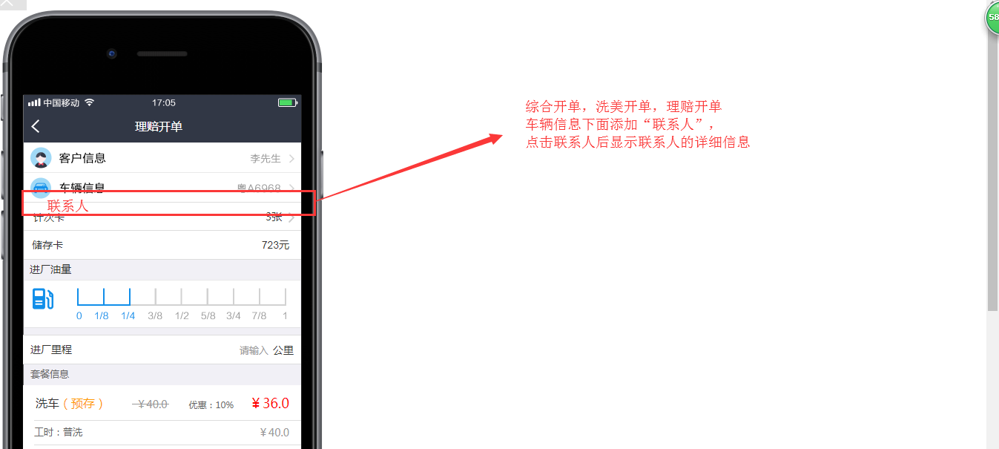 58
中国移动 17:05
理赔开单
客户信息 李先生
车辆信息 粤A6968
联系人
计次卡 3张
储存卡 723元
进厂油量
0 1/8 1/4 3/8 1/2 5/8 3/4 7/8 1
进厂里程 请输入 公里
套餐信息
洗车（预存） ￥40.0 优惠：10% ￥36.0
工时：普洗 ￥40.0
综合开单，洗美开单，理赔开单
车辆信息下面添加“联系人”，
点击联系人后显示联系人的详细信息